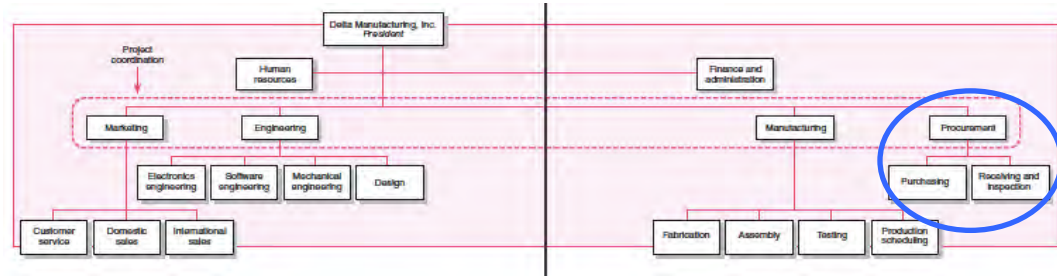 Delta Manufacturing, Inc.
President
Project
coordination
Human
resources
Finance and
administration
Marketing
Engineering
Manufacturing
Procurement
Electronics
engineering
Software
engineering
Mechanical
engineering
Design
Purchasing
Receiving and
inspection
Customer
service
Domestic
sales
International
sales
Fabrication
Assembly
Testing
Production
scheduling